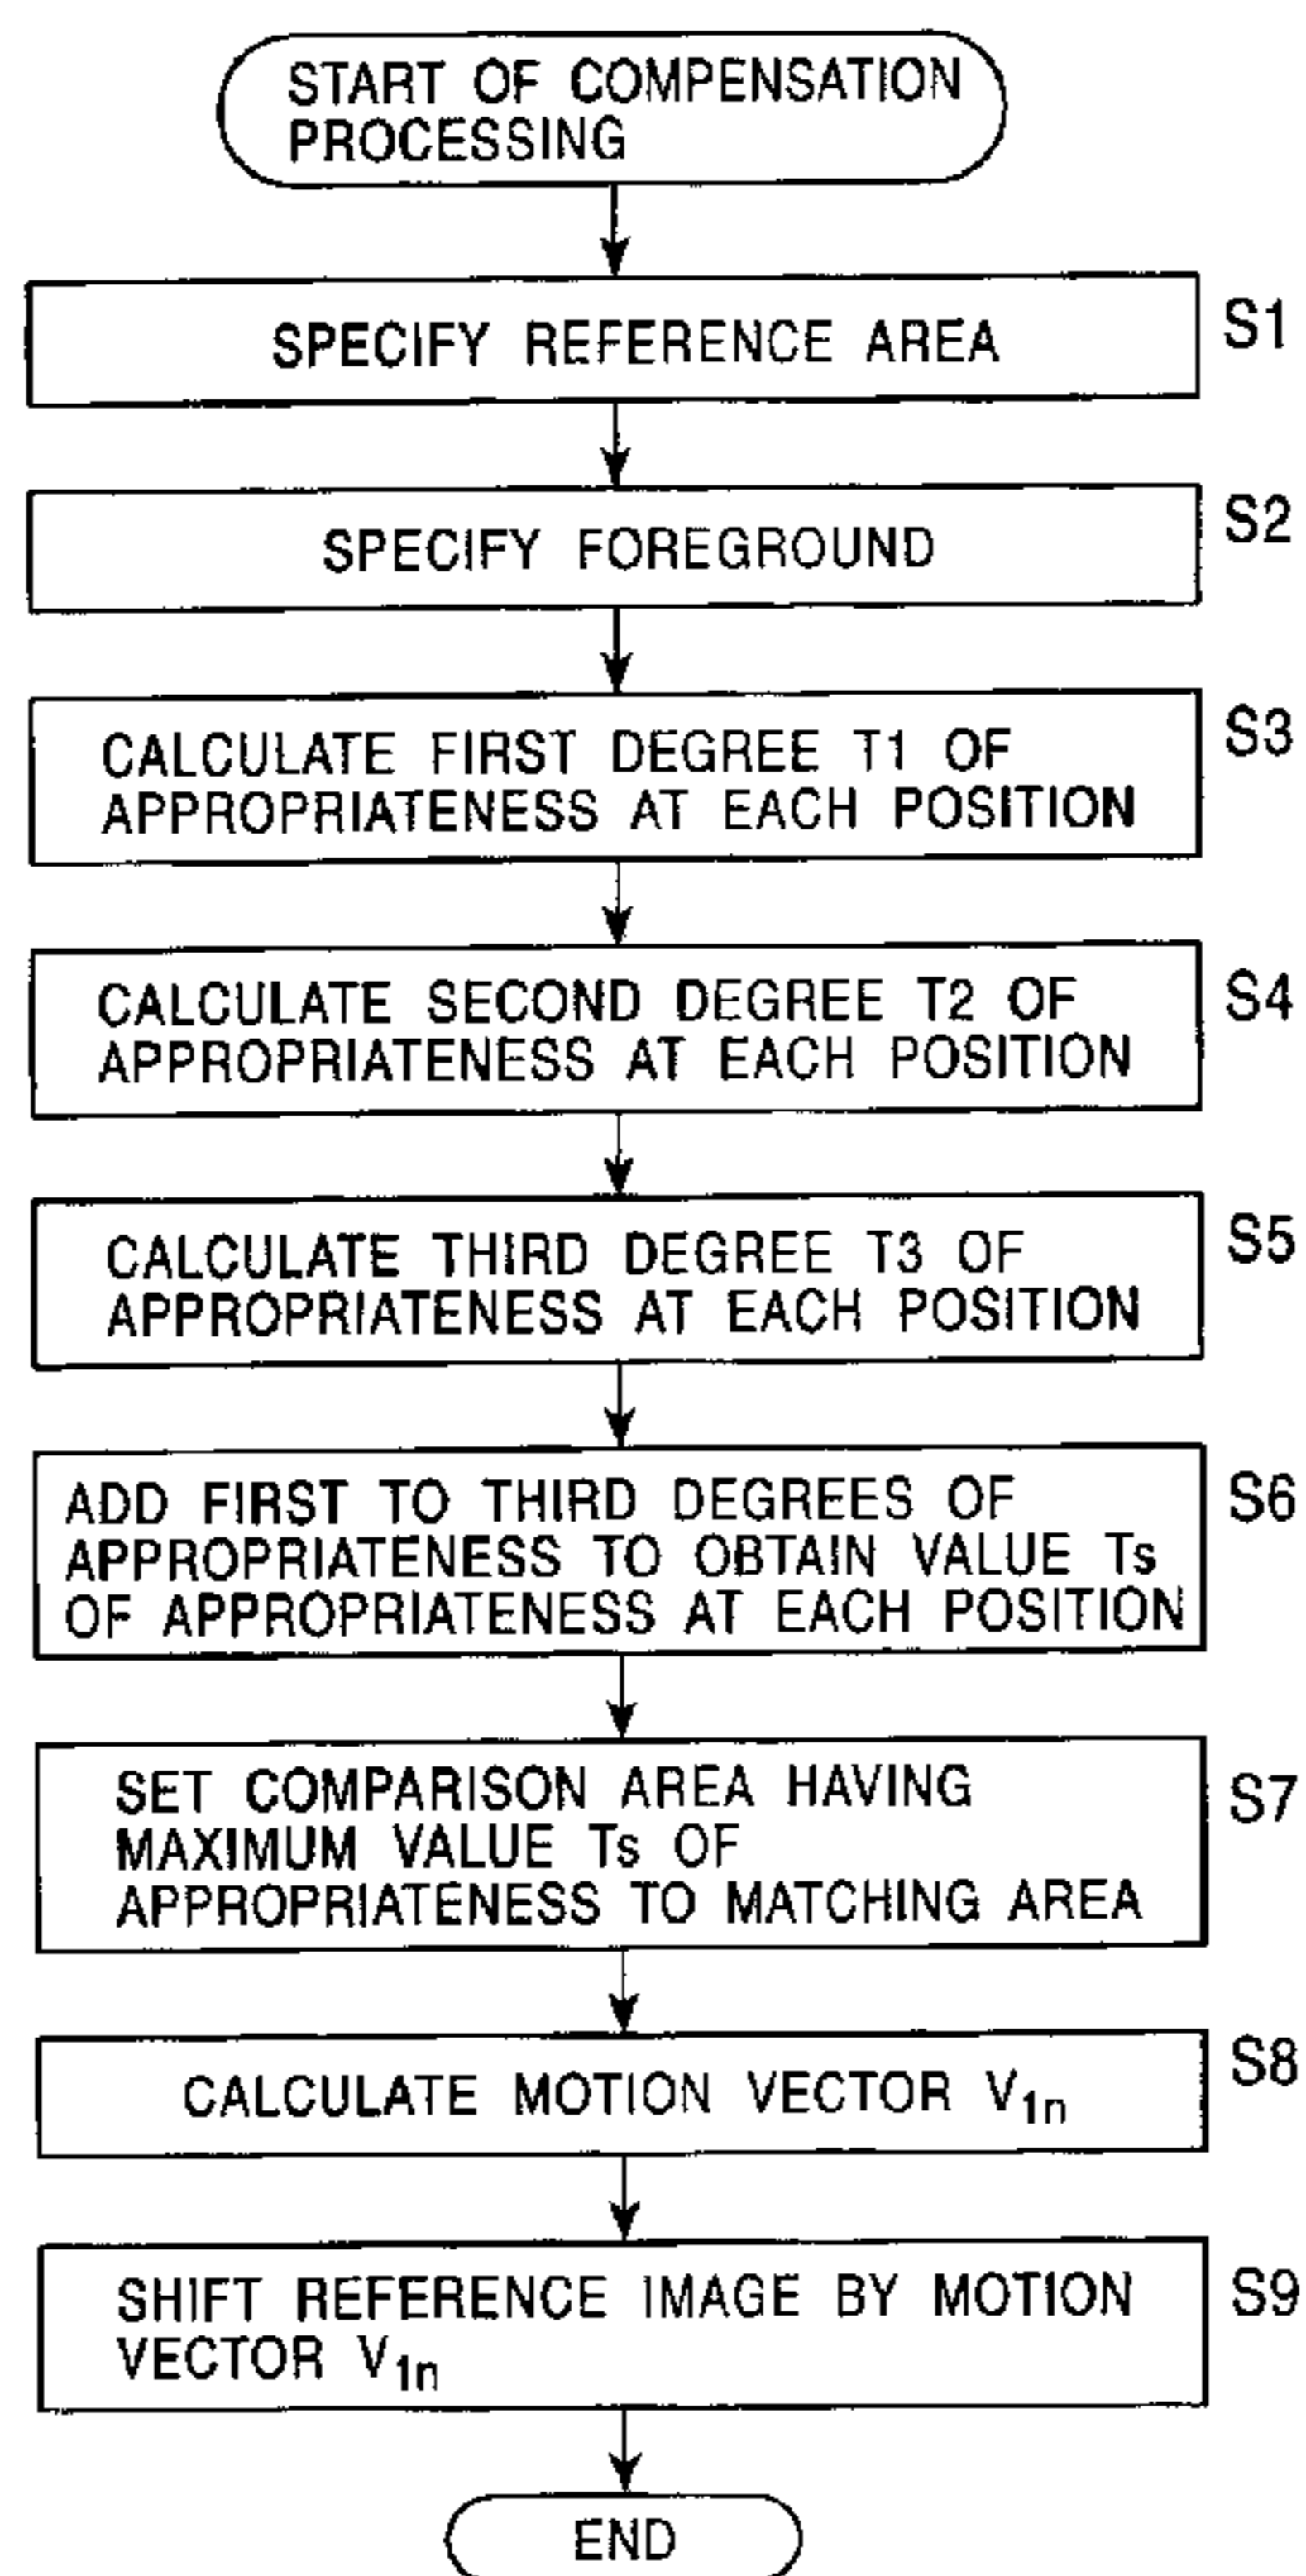 START OF COMPENSATION
PROCESSING
SPECIFY REFERENCE AREA
S1
SPECIFY FOREGROUND
S2
CALCULATE FIRST DEGREE T1 OF
APPROPRIATENESS AT EACH POSITION
S3
CALCULATE SECOND DEGREE T2 OF
APPROPRIATENESS AT EACH POSITION
S4
CALCULATE THIRD DEGREE T3 OF
APPROPRIATENESS AT EACH POSITION
S5
ADD FIRST TO THIRD DEGREES OF
APPROPRIATENESS TO OBTAIN VALUE Ts
OF APPROPRIATENESS AT EACH POSITION
S6
SET COMPARISON AREA HAVING
MAXIMUM VALUE Ts OF
APPROPRIATENESS TO MATCHING AREA
S7
CALCULATE MOTION VECTOR V1n
S8
SHIFT REFERENCE IMAGE BY MOTION
VECTOR V1n
S9
END